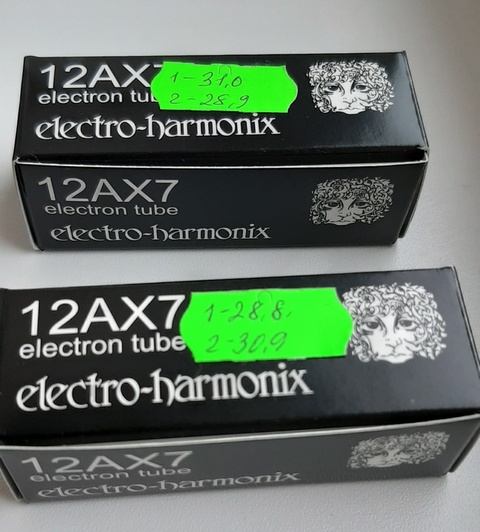 12AX7
electron tu
1-31,0
2-28,9
electro-harmonix
12AX7
electron tube
electro-harmonix
12AX7
electron tube
1-28,8.
2-30,9
electro-harmonix
12AX7
electron tube
electro-harmonix